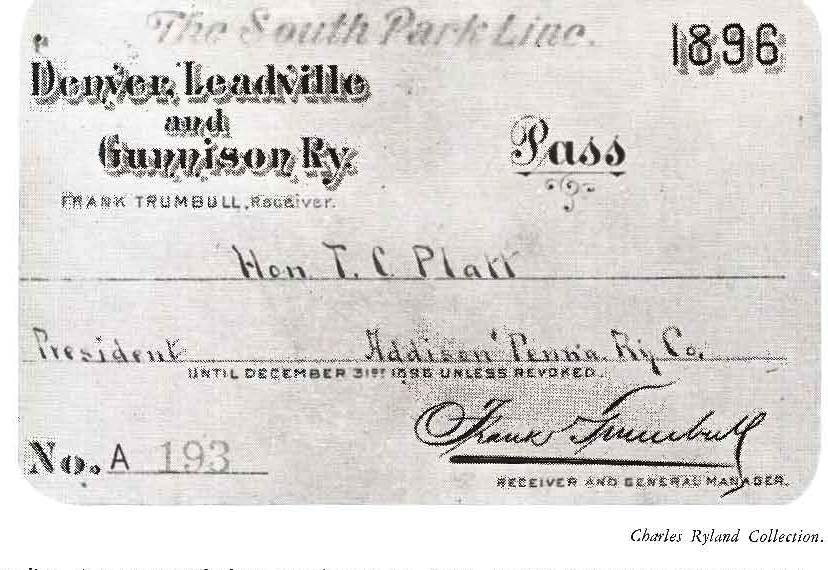 The South Park Line.
1896
Denver, Leadville
and
Gunnison Ry.
Pass
FRANK TRUMBULL, Receiver.
Hon. T. C. Platt
President Addison & Penn'a. Ry. Co.
UNTIL DECEMBER 31ST 1896 UNLESS REVOKED.
Frank Trumbull
No. A 193
RECEIVER AND GENERAL MANAGER.
Charles Ryland Collection.